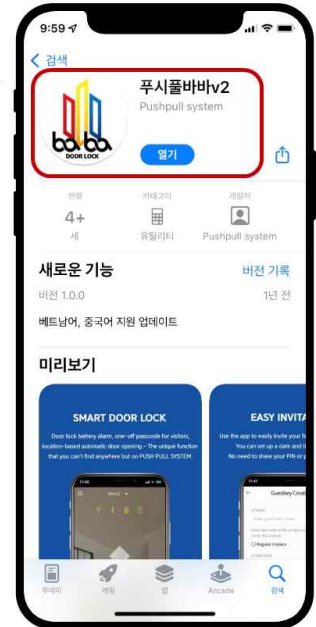 9:59
검색
baba
DOOR LOCK
푸시풀바바v2
Pushpull system
열기
연령
4+
세
카테고리
유틸리티
개발자
Pushpull system
새로운 기능
버전 기록
버전 1.0.0
1년 전
베트남어, 중국어 지원 업데이트
미리보기
SMART DOOR LOCK
Door lock battery alarm, one-off passcode for visitors,
location-based automatic door opening - The unique function
that you can't find anywhere but on PUSH PULL SYSTEM.
EASY INVITA
Use the app to easily invite your f
You can set up a date and t
No need to share your PIN or p
11:47
Guestkey Creat
투데이
게임
앱
Arcade
검색